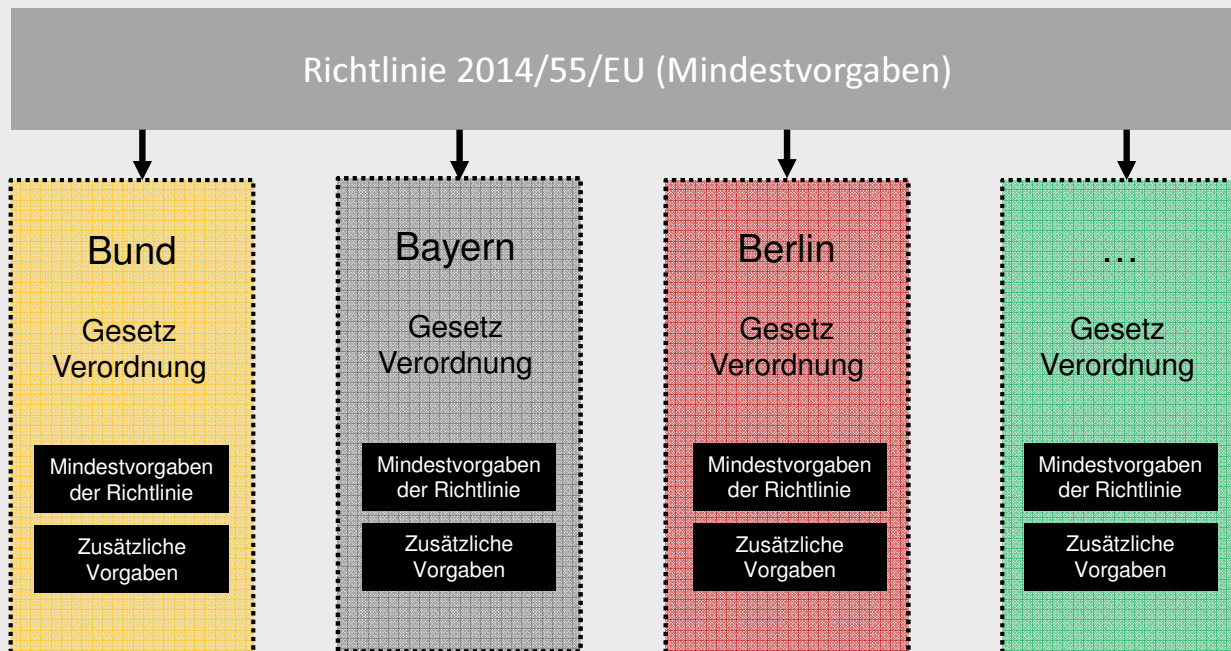 Richtlinie 2014/55/EU (Mindestvorgaben)
Bund
Gesetz
Verordnung
Mindestvorgaben
der Richtlinie
Zusätzliche
Vorgaben
Bayern
Gesetz
Verordnung
Mindestvorgaben
der Richtlinie
Zusätzliche
Vorgaben
Berlin
Gesetz
Verordnung
Mindestvorgaben
der Richtlinie
Zusätzliche
Vorgaben
...
Gesetz
Verordnung
Mindestvorgaben
der Richtlinie
Zusätzliche
Vorgaben